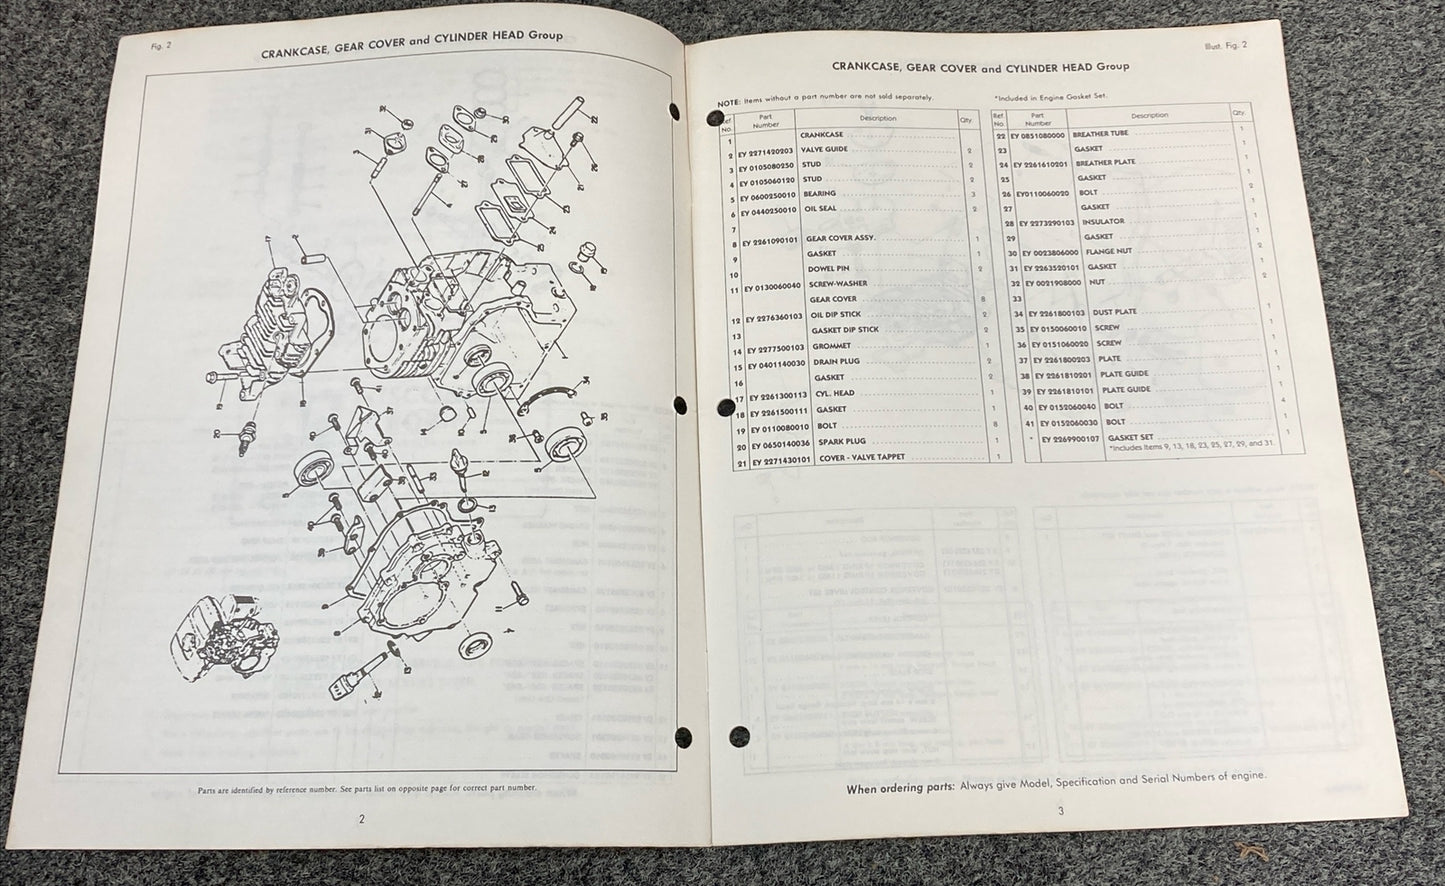 Fig. 2
CRANKCASE, GEAR COVER and CYLINDER HEAD Group
Parts are identified by reference number. See parts list on opposite page for correct part number.
2
Illust. Fig. 2
CRANKCASE, GEAR COVER and CYLINDER HEAD Group
NOTE: Items without a part number are not sold separately.
*Included in Engine Gasket Set.
Ref. No. Part Number Description Qty.
1 CRANKCASE
2 EY 2271420203 VALVE GUIDE 2
3 EY 0105080250 STUD 2
4 EY 0105060120 STUD 2
5 EY 0600250010 BEARING 3
6 EY 0440250010 OIL SEAL 2
7
8 EY 2261090101 GEAR COVER ASSY. 1
9 GASKET 1
10 DOWEL PIN 2
11 EY 0130060040 SCREW-WASHER
GEAR COVER 8
12 EY 2276360103 OIL DIP STICK 2
13 GASKET DIP STICK 2
14 EY 2277500103 GROMMET 1
15 EY 0401140030 DRAIN PLUG 2
16 GASKET 2
17 EY 2261300113 CYL. HEAD 1
18 EY 2261500111 GASKET 1
19 EY 0110080010 BOLT 8
20 EY 0650140036 SPARK PLUG 1
21 EY 2271430101 COVER - VALVE TAPPET 1
Ref. No. Part Number Description Qty.
22 EY 0851080000 BREATHER TUBE 1
23 GASKET 1
24 EY 2261610201 BREATHER PLATE 1
25 GASKET 1
26 EY0110060020 BOLT 2
27 GASKET 1
28 EY 2273290103 INSULATOR 1
29 GASKET 1
30 EY 0023806000 FLANGE NUT 2
31 EY 2263520101 GASKET 1
32 EY 0021908000 NUT 2
33
34 EY 2261800103 DUST PLATE 1
35 EY 0150060010 SCREW 1
36 EY 0151060020 SCREW 1
37 EY 2261800203 PLATE 1
38 EY 2261810201 PLATE GUIDE 1
39 EY 2261810101 PLATE GUIDE 1
40 EY 0152060040 BOLT 4
41 EY 0152060030 BOLT 1
* EY 2269900107 GASKET SET 1
*Includes Items 9, 13, 18, 23, 25, 27, 29, and 31.
When ordering parts: Always give Model, Specification and Serial Numbers of engine.
3